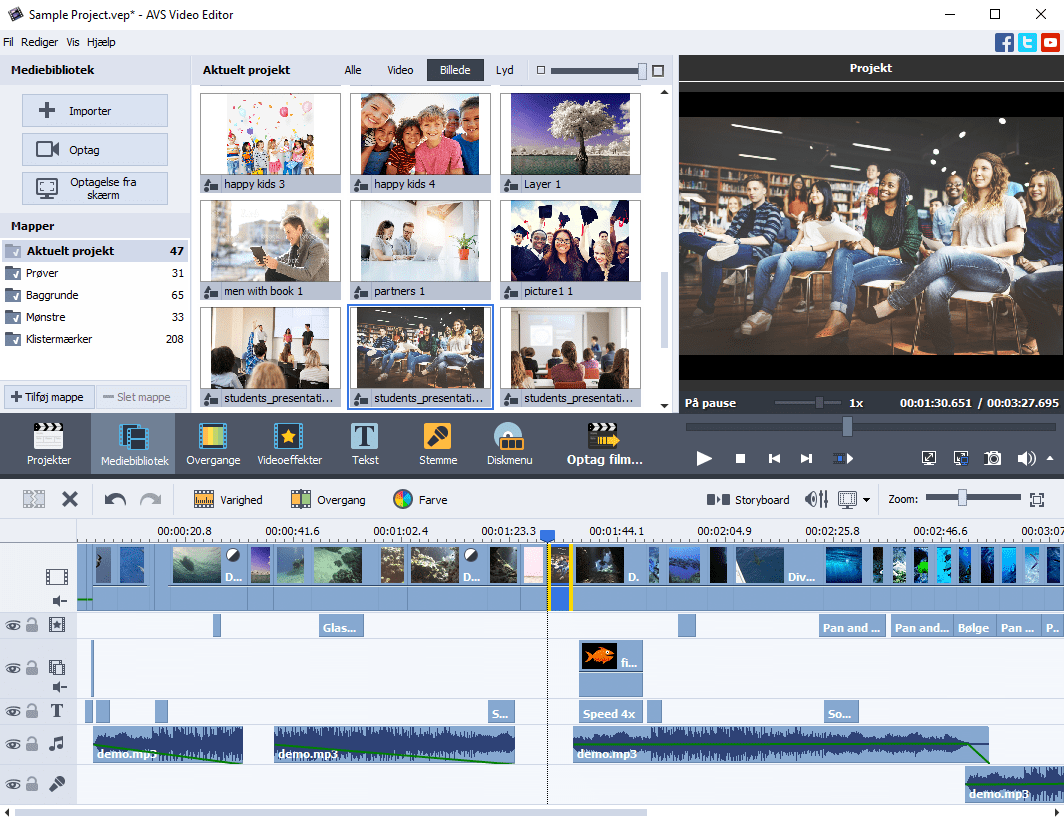 Sample Project.vep* - AVS Video Editor
Fil Rediger Vis Hjælp
Mediebibliotek
Aktuelt projekt
Alle
Video
Billede
Lyd
Projekt
Importer
Optag
Optagelse fra
skærm
Mapper
Aktuelt projekt 47
Prøver 31
Baggrunde 65
Mønstre 33
Klistermærker 208
Tilføj mappe
Slet mappe
happy kids 3
happy kids 4
Layer 1
men with book 1
partners 1
picture1 1
students_presentati...
students_presentati...
students_presentati...
På pause
1x
00:01:30.651 / 00:03:27.695
Projekter
Mediebibliotek
Overgange
Videoeffekter
Tekst
Stemme
Diskmenu
Optag film...
Varighed
Overgang
Farve
Storyboard
Zoom:
00:00:20.8
00:00:41.6
00:01:02.4
00:01:23.3
00:01:44.1
00:02:04.9
00:02:25.8
00:02:46.6
00:03:07
D...
D...
D.
Div...
Glas...
Pan and ...
Pan and...
Bølge
Pan ...
P..
fi...
T
S...
Speed 4x
So...
demo.mp3
demo.mp3
demo.mp3
demo.mp3